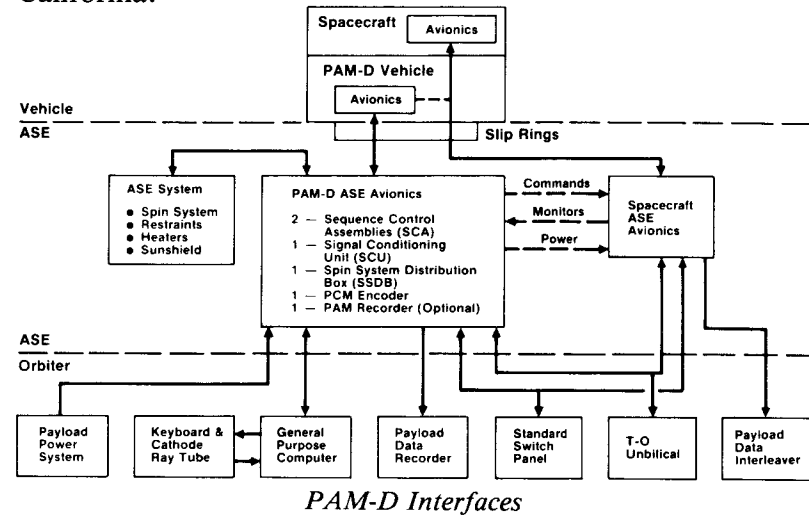 California.
Spacecraft
Avionics
PAM-D Vehicle
Avionics
Vehicle
ASE
Slip Rings
ASE System
● Spin System
● Restraints
● Heaters
● Sunshield
PAM-D ASE Avionics
2 — Sequence Control
Assemblies (SCA)
1 — Signal Conditioning
Unit (SCU)
1 — Spin System Distribution
Box (SSDB)
1 — PCM Encoder
1 — PAM Recorder (Optional)
Commands
Monitors
Power
Spacecraft
ASE
Avionics
ASE
Orbiter
Payload
Power
System
Keyboard &
Cathode
Ray Tube
General
Purpose
Computer
Payload
Data
Recorder
Standard
Switch
Panel
T-O
Unbilical
Payload
Data
Interleaver
PAM-D Interfaces